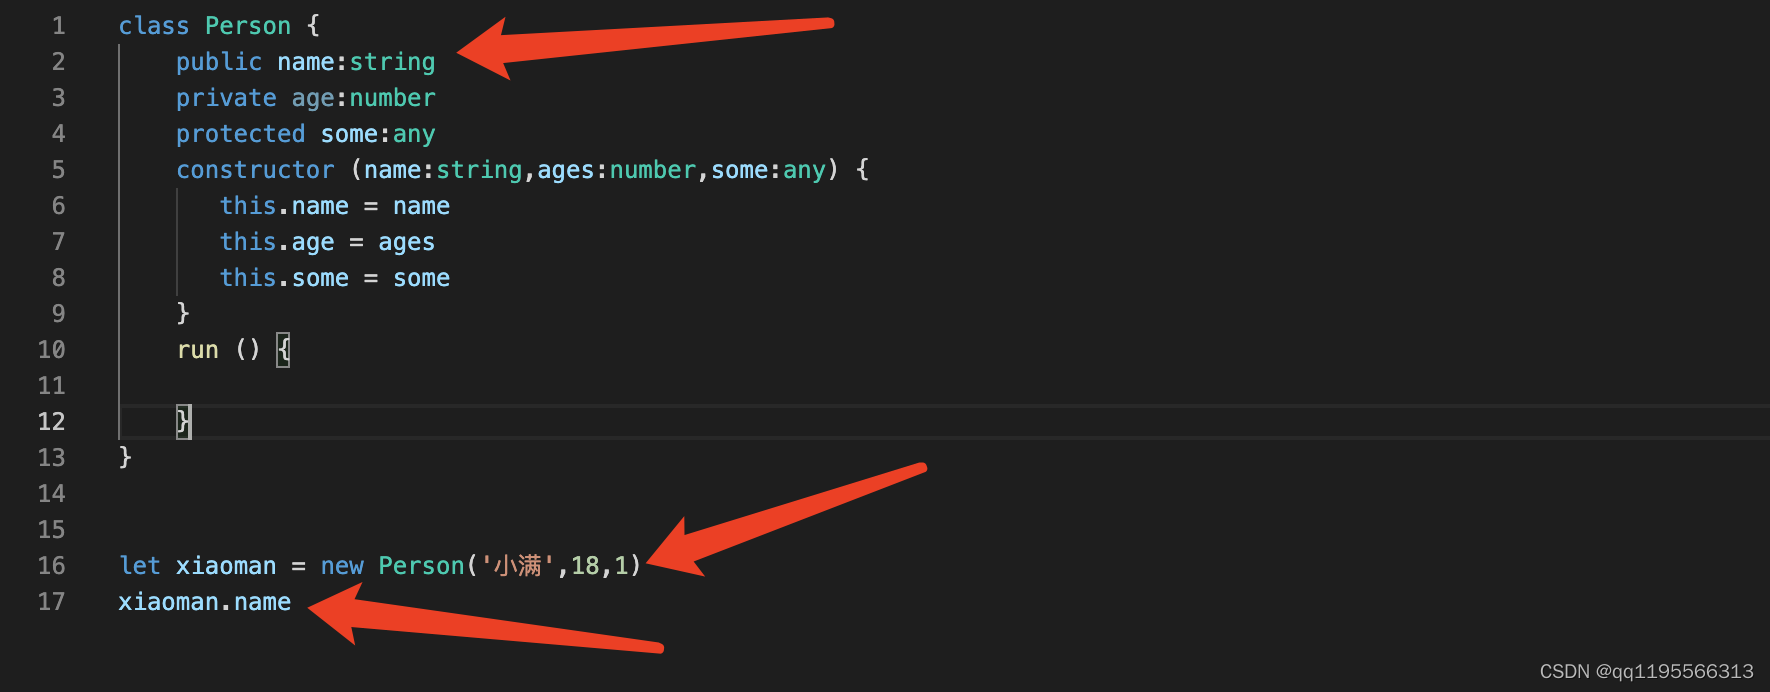 1 class Person {
2 public name:string
3 private age:number
4 protected some:any
5 constructor (name:string,ages:number,some:any) {
6 this.name = name
7 this.age = ages
8 this.some = some
9 }
10 run () {
11
12 }
13 }
14
15
16 let xiaoman = new Person('小满',18,1)
17 xiaoman.name
CSDN @qq1195566313